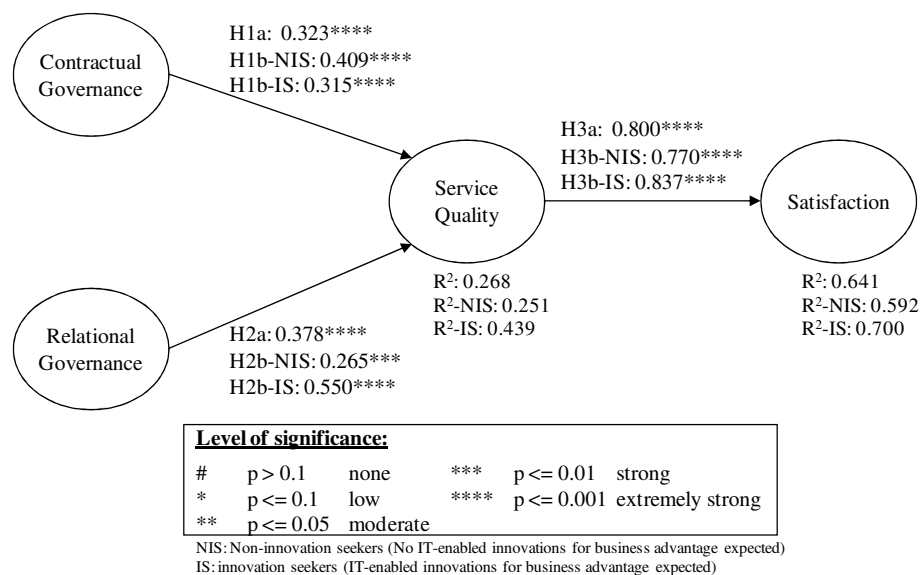 Contractual
Governance
H1a: 0.323****
H1b-NIS: 0.409****
H1b-IS: 0.315****
Service
Quality
R²: 0.268
R²-NIS: 0.251
R²-IS: 0.439
H3a: 0.800****
H3b-NIS: 0.770****
H3b-IS: 0.837****
Satisfaction
R²: 0.641
R²-NIS: 0.592
R²-IS: 0.700
Relational
Governance
H2a: 0.378****
H2b-NIS: 0.265***
H2b-IS: 0.550****
Level of significance:
# p > 0.1 none *** p <= 0.01 strong
* p <= 0.1 low **** p <= 0.001 extremely strong
** p <= 0.05 moderate
NIS: Non-innovation seekers (No IT-enabled innovations for business advantage expected)
IS: innovation seekers (IT-enabled innovations for business advantage expected)